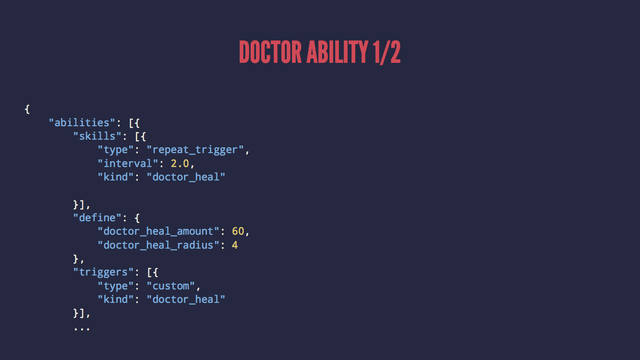 DOCTOR ABILITY 1/2
{
    "abilities": [{
        "skills": [{
            "type": "repeat_trigger",
            "interval": 2.0,
            "kind": "doctor_heal"
        }],
        "define": {
            "doctor_heal_amount": 60,
            "doctor_heal_radius": 4
        },
        "triggers": [{
            "type": "custom",
            "kind": "doctor_heal"
        }],
        ...